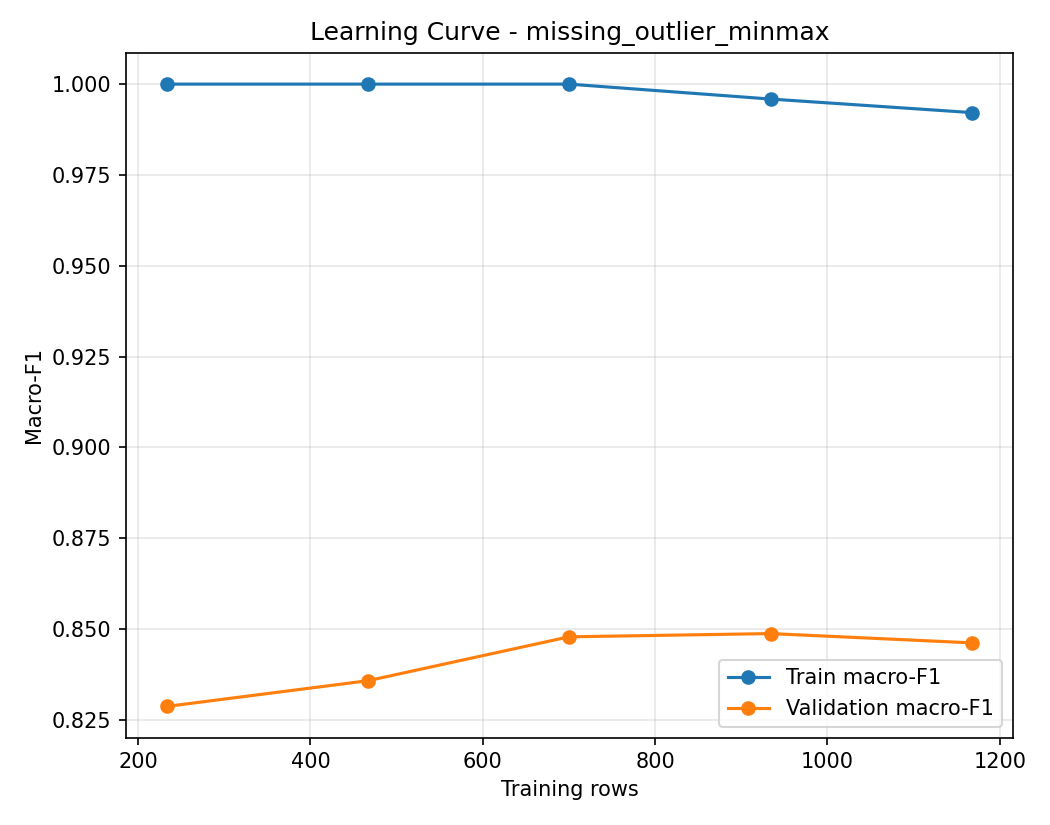 Learning Curve - missing_outlier_minmax
1.000
0.975
0.950
0.925
0.900
0.875
0.850
0.825
Macro-F1
Train macro-F1
Validation macro-F1
200 400 600 800 1000 1200
Training rows